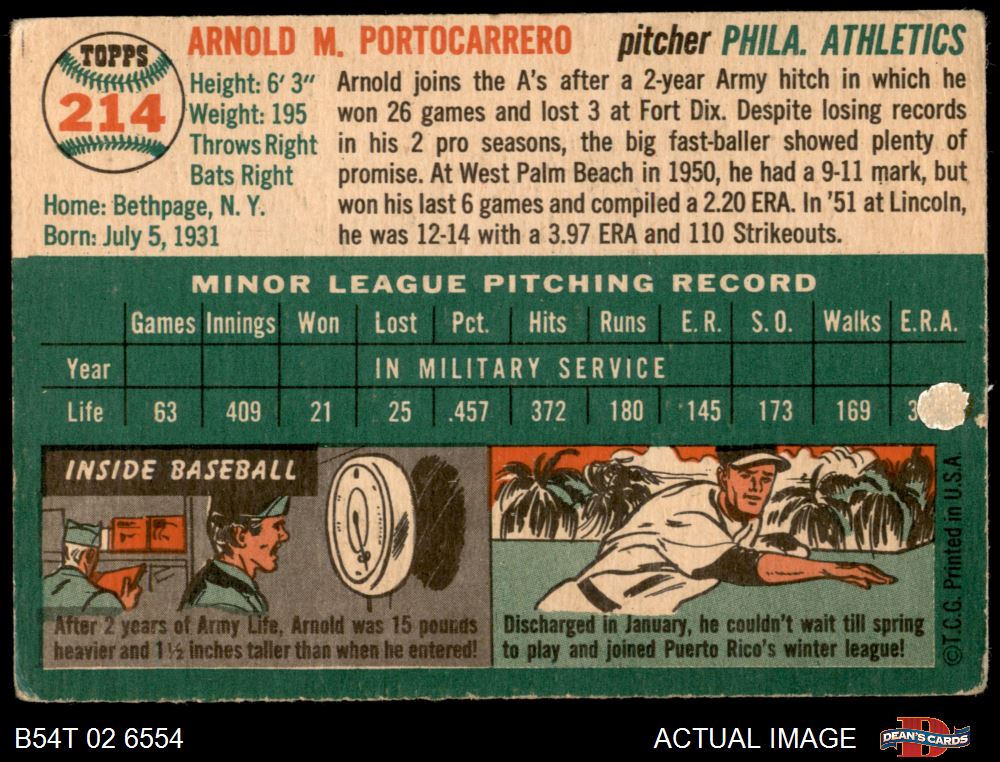 TOPPS
214
ARNOLD M. PORTOCARRERO pitcher PHILA. ATHLETICS
Height: 6' 3"
Weight: 195
Throws Right
Bats Right
Home: Bethpage, N. Y.
Born: July 5, 1931
Arnold joins the A's after a 2-year Army hitch in which he
won 26 games and lost 3 at Fort Dix. Despite losing records
in his 2 pro seasons, the big fast-baller showed plenty of
promise. At West Palm Beach in 1950, he had a 9-11 mark, but
won his last 6 games and compiled a 2.20 ERA. In '51 at Lincoln,
he was 12-14 with a 3.97 ERA and 110 Strikeouts.
MINOR LEAGUE PITCHING RECORD
Games Innings Won Lost Pct. Hits Runs E. R. S. O. Walks E.R.A.
Year IN MILITARY SERVICE
Life 63 409 21 25 .457 372 180 145 173 169 3
INSIDE BASEBALL
After 2 years of Army Life, Arnold was 15 pounds
heavier and 1½ inches taller than when he entered!
Discharged in January, he couldn't wait till spring
to play and joined Puerto Rico's winter league!
©T.C.G. Printed in U.S.A.
B54T 02 6554
ACTUAL IMAGE
DEAN'S CARDS